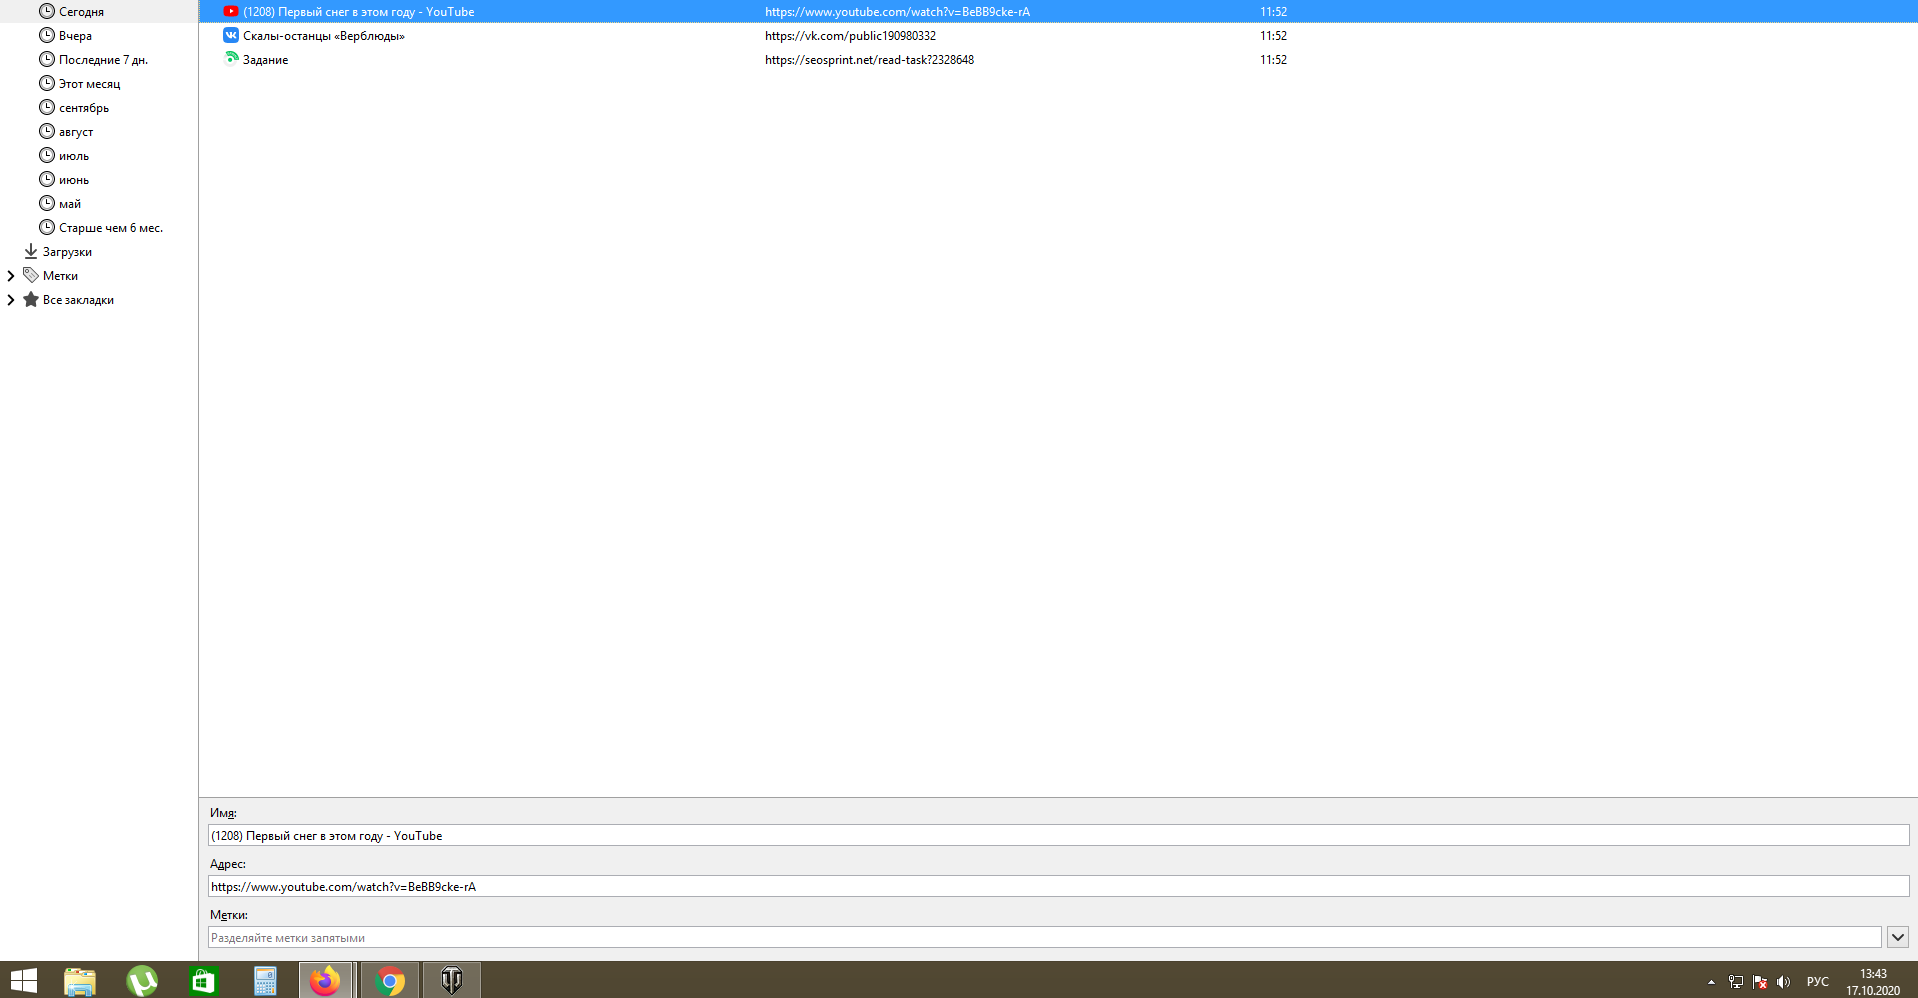 Сегодня
Вчера
Последние 7 дн.
Этот месяц
сентябрь
август
июль
июнь
май
Старше чем 6 мес.
Загрузки
Метки
Все закладки
(1208) Первый снег в этом году - YouTube https://www.youtube.com/watch?v=BeBB9cke-rA 11:52
Скалы-останцы «Верблюды» https://vk.com/public190980332 11:52
Задание https://seosprint.net/read-task?2328648 11:52
Имя:
(1208) Первый снег в этом году - YouTube
Адрес:
https://www.youtube.com/watch?v=BeBB9cke-rA
Метки:
Разделяйте метки запятыми
РУС
13:43
17.10.2020